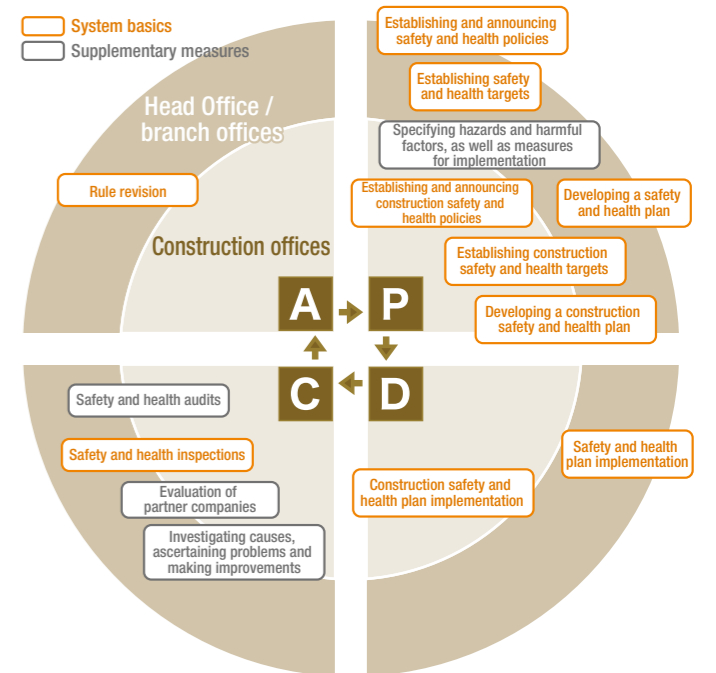 System basics
Supplementary measures
Head Office /
branch offices
Construction offices
Rule revision
A
P
C
D
Establishing and announcing
safety and health policies
Establishing safety
and health targets
Specifying hazards and harmful
factors, as well as measures
for implementation
Establishing and announcing
construction safety and
health policies
Developing a safety
and health plan
Establishing construction
safety and health targets
Developing a construction
safety and health plan
Safety and health audits
Safety and health inspections
Evaluation of
partner companies
Investigating causes,
ascertaining problems and
making improvements
Construction safety and
health plan implementation
Safety and health
plan implementation